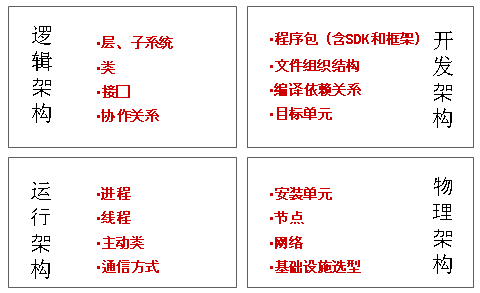 逻辑架构
·层、子系统
·类
·接口
·协作关系
·程序包（含SDK和框架）
·文件组织结构
·编译依赖关系
·目标单元
开发架构
运行架构
·进程
·线程
·主动类
·通信方式
·安装单元
·节点
·网络
·基础设施选型
物理架构